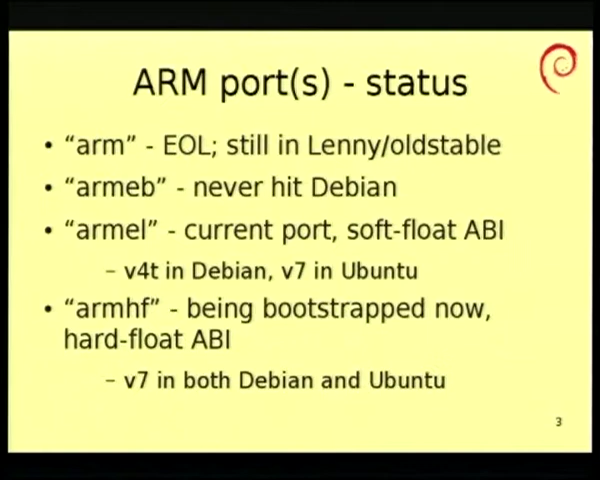 ARM port(s) - status
• “arm” - EOL; still in Lenny/oldstable
• “armeb” - never hit Debian
• “armel” - current port, soft-float ABI
– v4t in Debian, v7 in Ubuntu
• “armhf” - being bootstrapped now,
hard-float ABI
– v7 in both Debian and Ubuntu
3